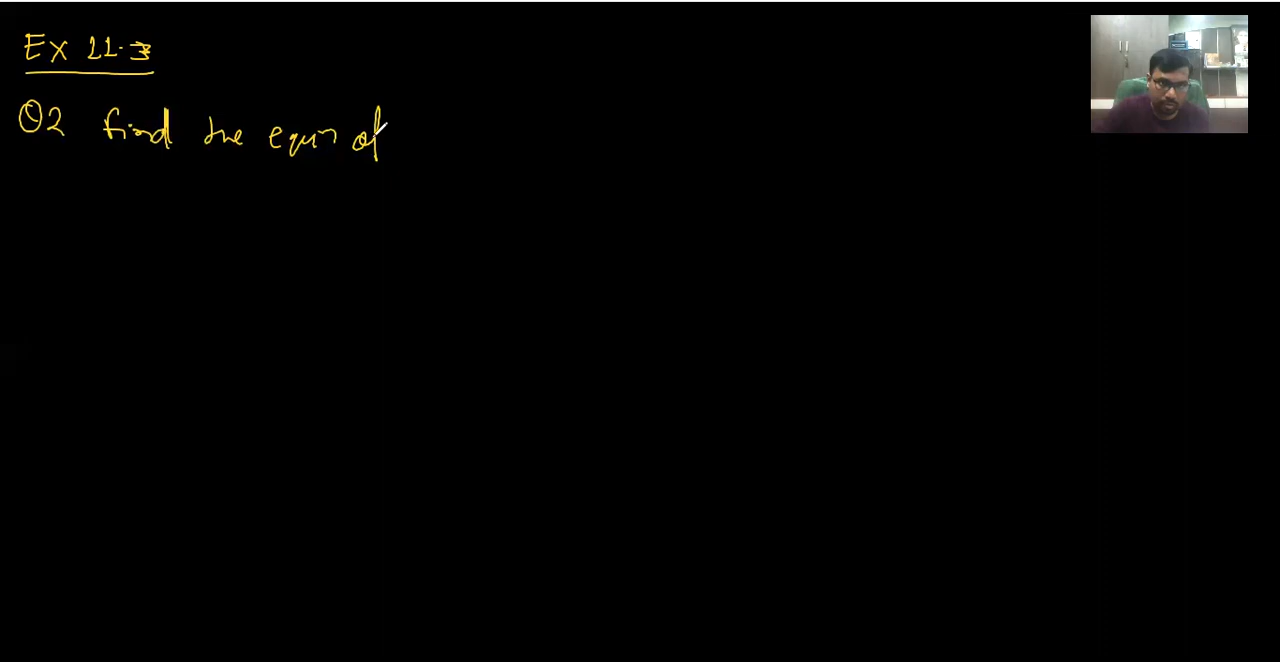 Ex 11.3
Q2 find the eqn of